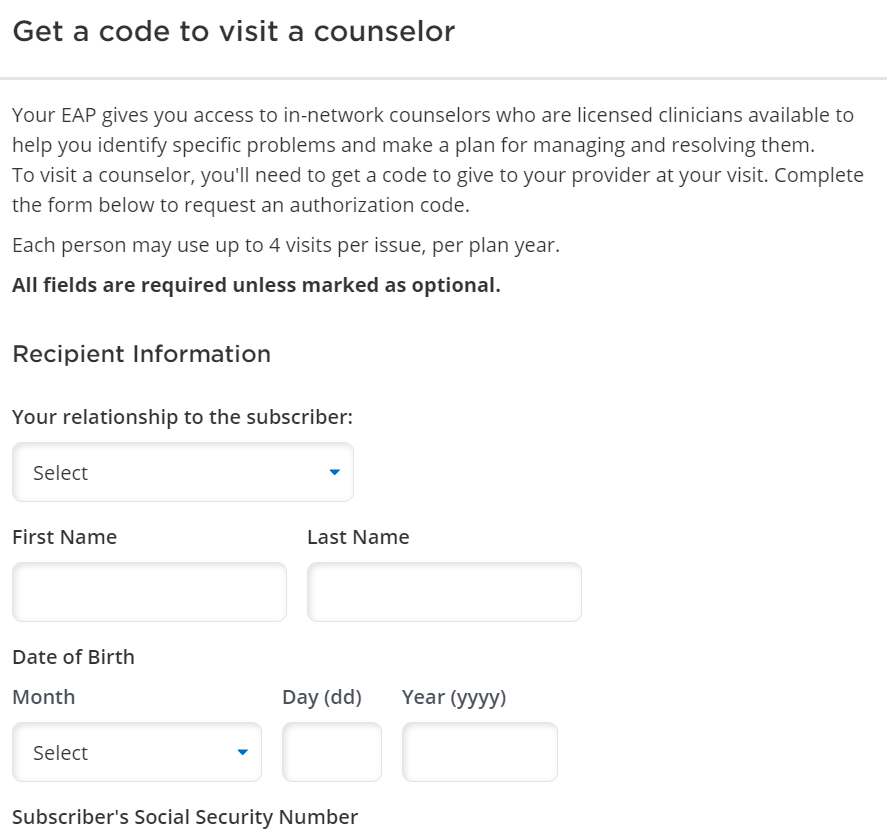 Get a code to visit a counselor
Your EAP gives you access to in-network counselors who are licensed clinicians available to
help you identify specific problems and make a plan for managing and resolving them.
To visit a counselor, you'll need to get a code to give to your provider at your visit. Complete
the form below to request an authorization code.
Each person may use up to 4 visits per issue, per plan year.
All fields are required unless marked as optional.
Recipient Information
Your relationship to the subscriber:
Select
First Name Last Name
Date of Birth
Month Day (dd) Year (yyyy)
Select
Subscriber's Social Security Number